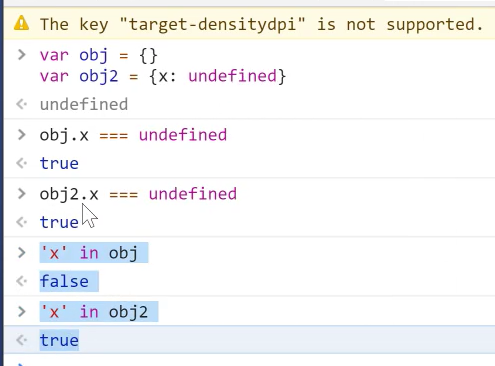 The key "target-densitydpi" is not supported.
var obj = {}
var obj2 = {x: undefined}
undefined
obj.x === undefined
true
obj2.x === undefined
true
'x' in obj
false
'x' in obj2
true